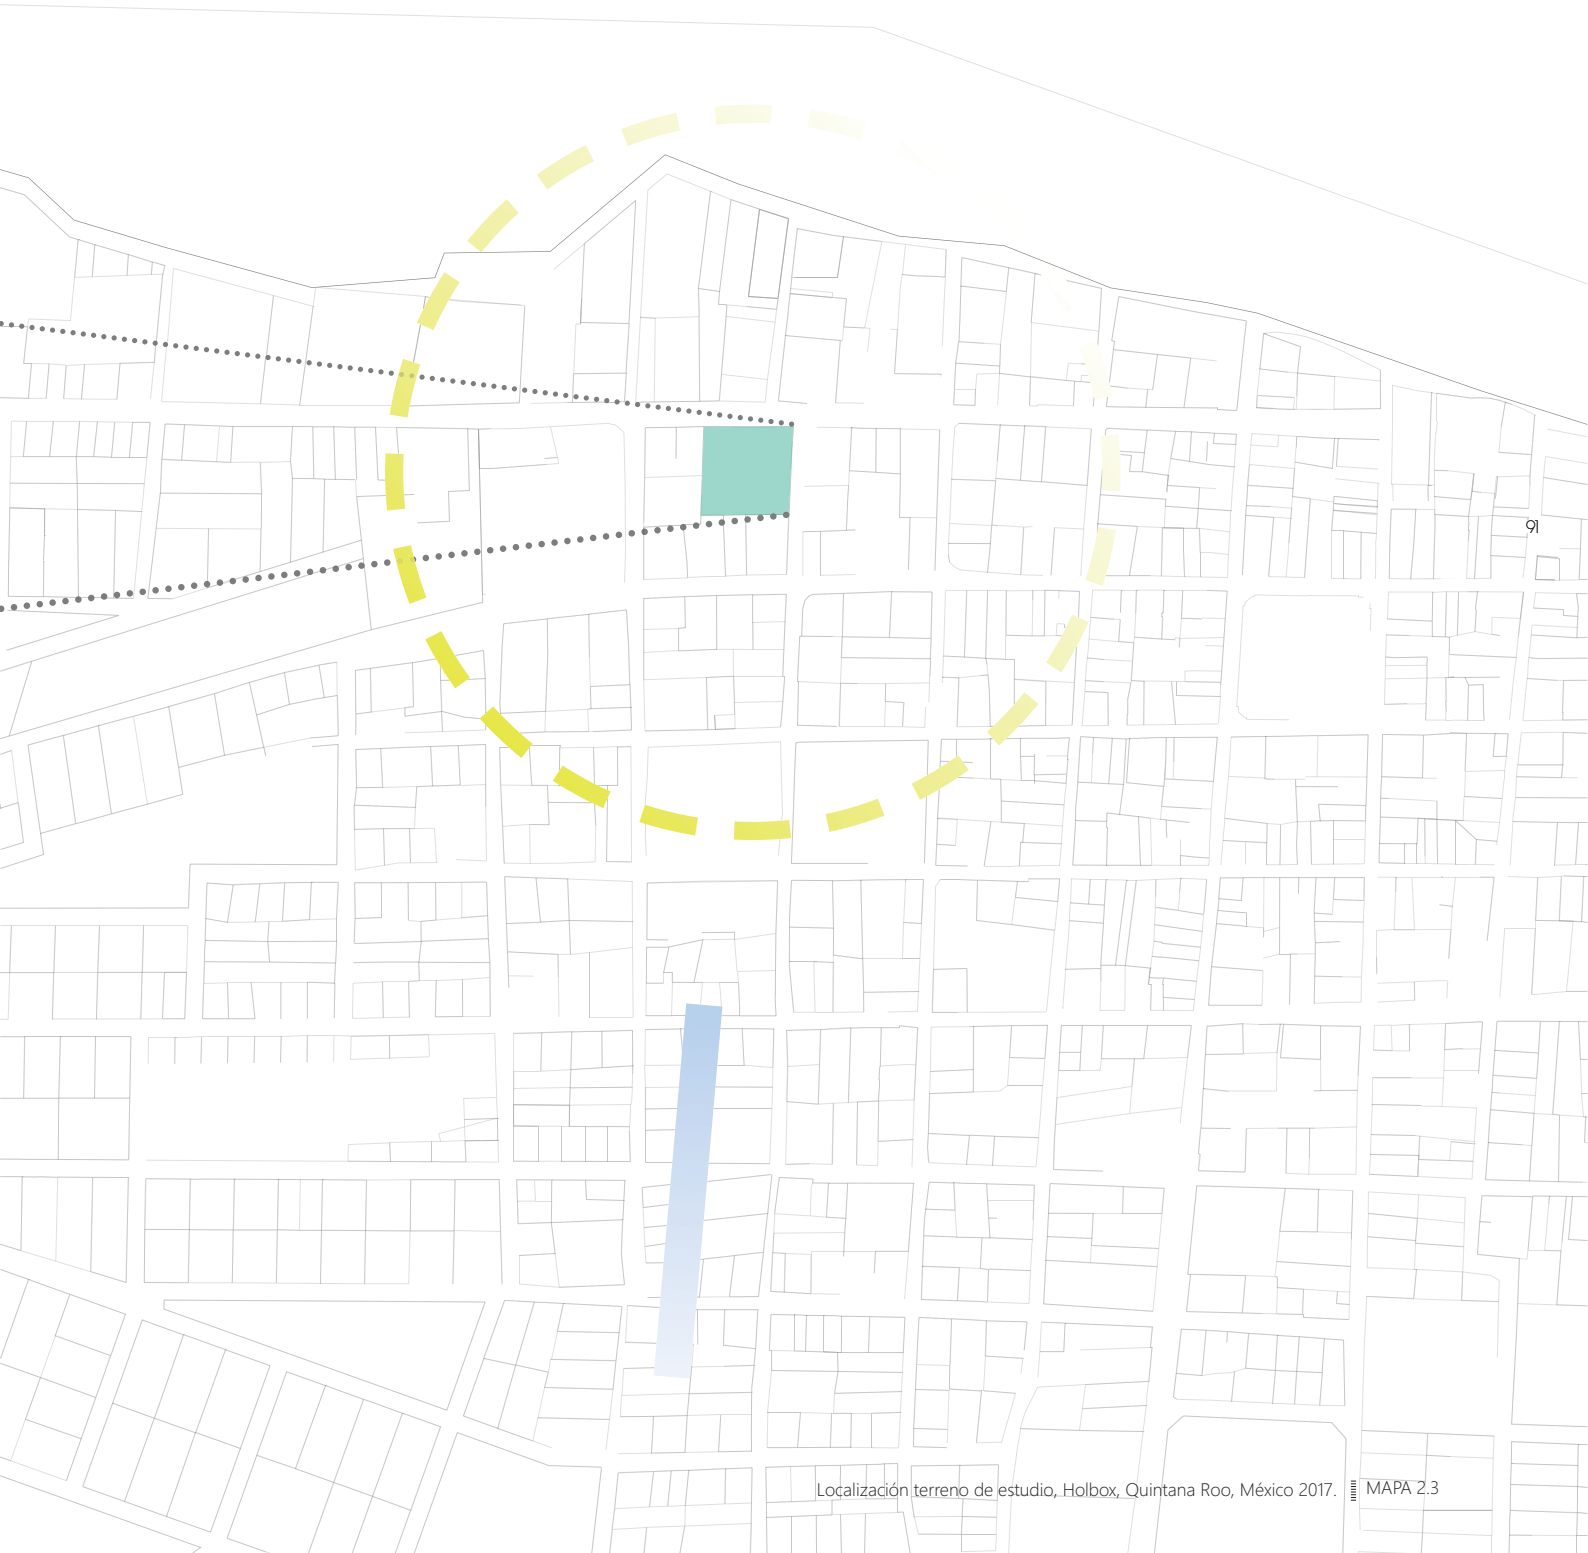 91
Localización terreno de estudio, Holbox, Quintana Roo, México 2017. MAPA 2.3